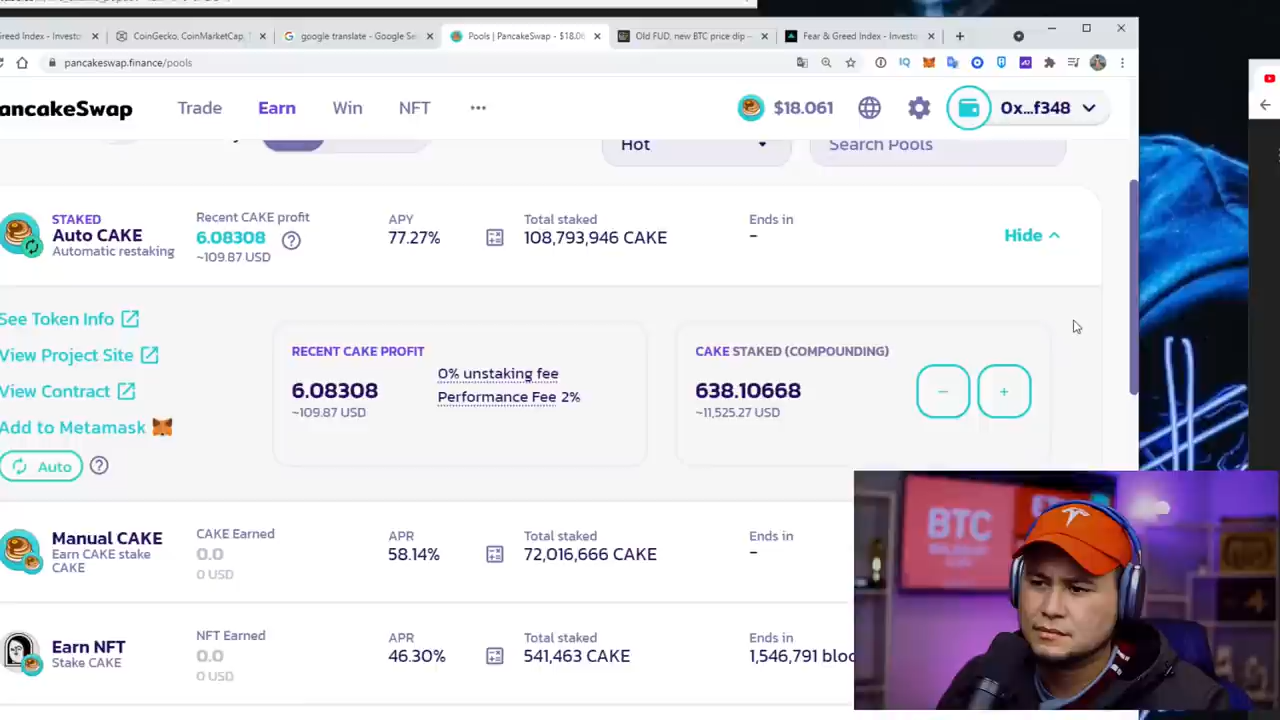 Greed Index - Investo
CoinGecko, CoinMarketCap,
google translate - Google Se
Pools | PancakeSwap - $18.06
Old FUD, new BTC price dip -
Fear & Greed Index - Investo
pancakeswap.finance/pools
ancakeSwap
Trade
Earn
Win
NFT
$18.061
0x...f348
Hot
Search Pools
STAKED
Auto CAKE
Automatic restaking
Recent CAKE profit
6.08308
~109.87 USD
APY
77.27%
Total staked
108,793,946 CAKE
Ends in
-
Hide
See Token Info
View Project Site
View Contract
Add to Metamask
Auto
RECENT CAKE PROFIT
6.08308
~109.87 USD
0% unstaking fee
Performance Fee 2%
CAKE STAKED (COMPOUNDING)
638.10668
~11,525.27 USD
Manual CAKE
Earn CAKE stake
CAKE
CAKE Earned
0.0
0 USD
APR
58.14%
Total staked
72,016,666 CAKE
Ends in
-
Earn NFT
Stake CAKE
NFT Earned
0.0
0 USD
APR
46.30%
Total staked
541,463 CAKE
Ends in
1,546,791 bloc
BTC